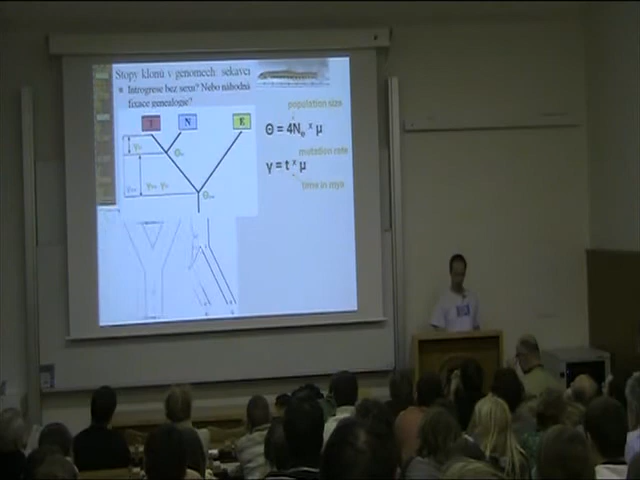 Stopy klonů v genomech: sekavci
Introgrese bez sexu? Nebo náhodná
fixace genealogie?
T N E
population size
Θ = 4Ne x μ
mutation rate
γ = t x μ
time in mya